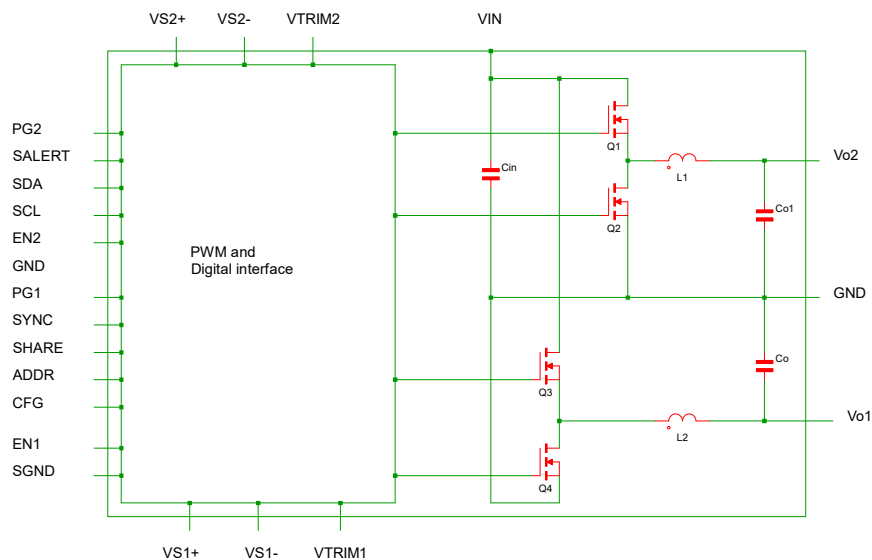 VS2+ VS2- VTRIM2 VIN
PG2
SALERT
SDA
SCL
EN2
GND
PG1
SYNC
SHARE
ADDR
CFG
EN1
SGND
PWM and
Digital interface
Cin
Q1
Q2
L1
Vo2
Co1
GND
Q3
Co
L2
Vo1
Q4
VS1+ VS1- VTRIM1